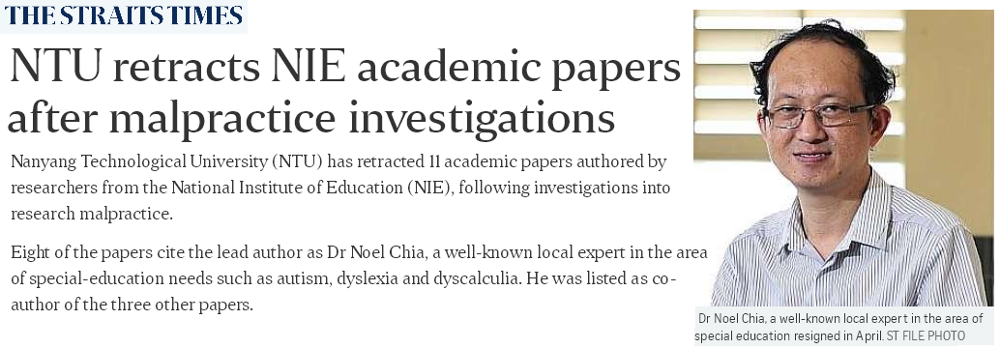 THE STRAITS TIMES
NTU retracts NIE academic papers
after malpractice investigations
Nanyang Technological University (NTU) has retracted 11 academic papers authored by
researchers from the National Institute of Education (NIE), following investigations into
research malpractice.
Eight of the papers cite the lead author as Dr Noel Chia, a well-known local expert in the area
of special-education needs such as autism, dyslexia and dyscalculia. He was listed as co-
author of the three other papers.
Dr Noel Chia, a well-known local expert in the area of
special education resigned in April. ST FILE PHOTO